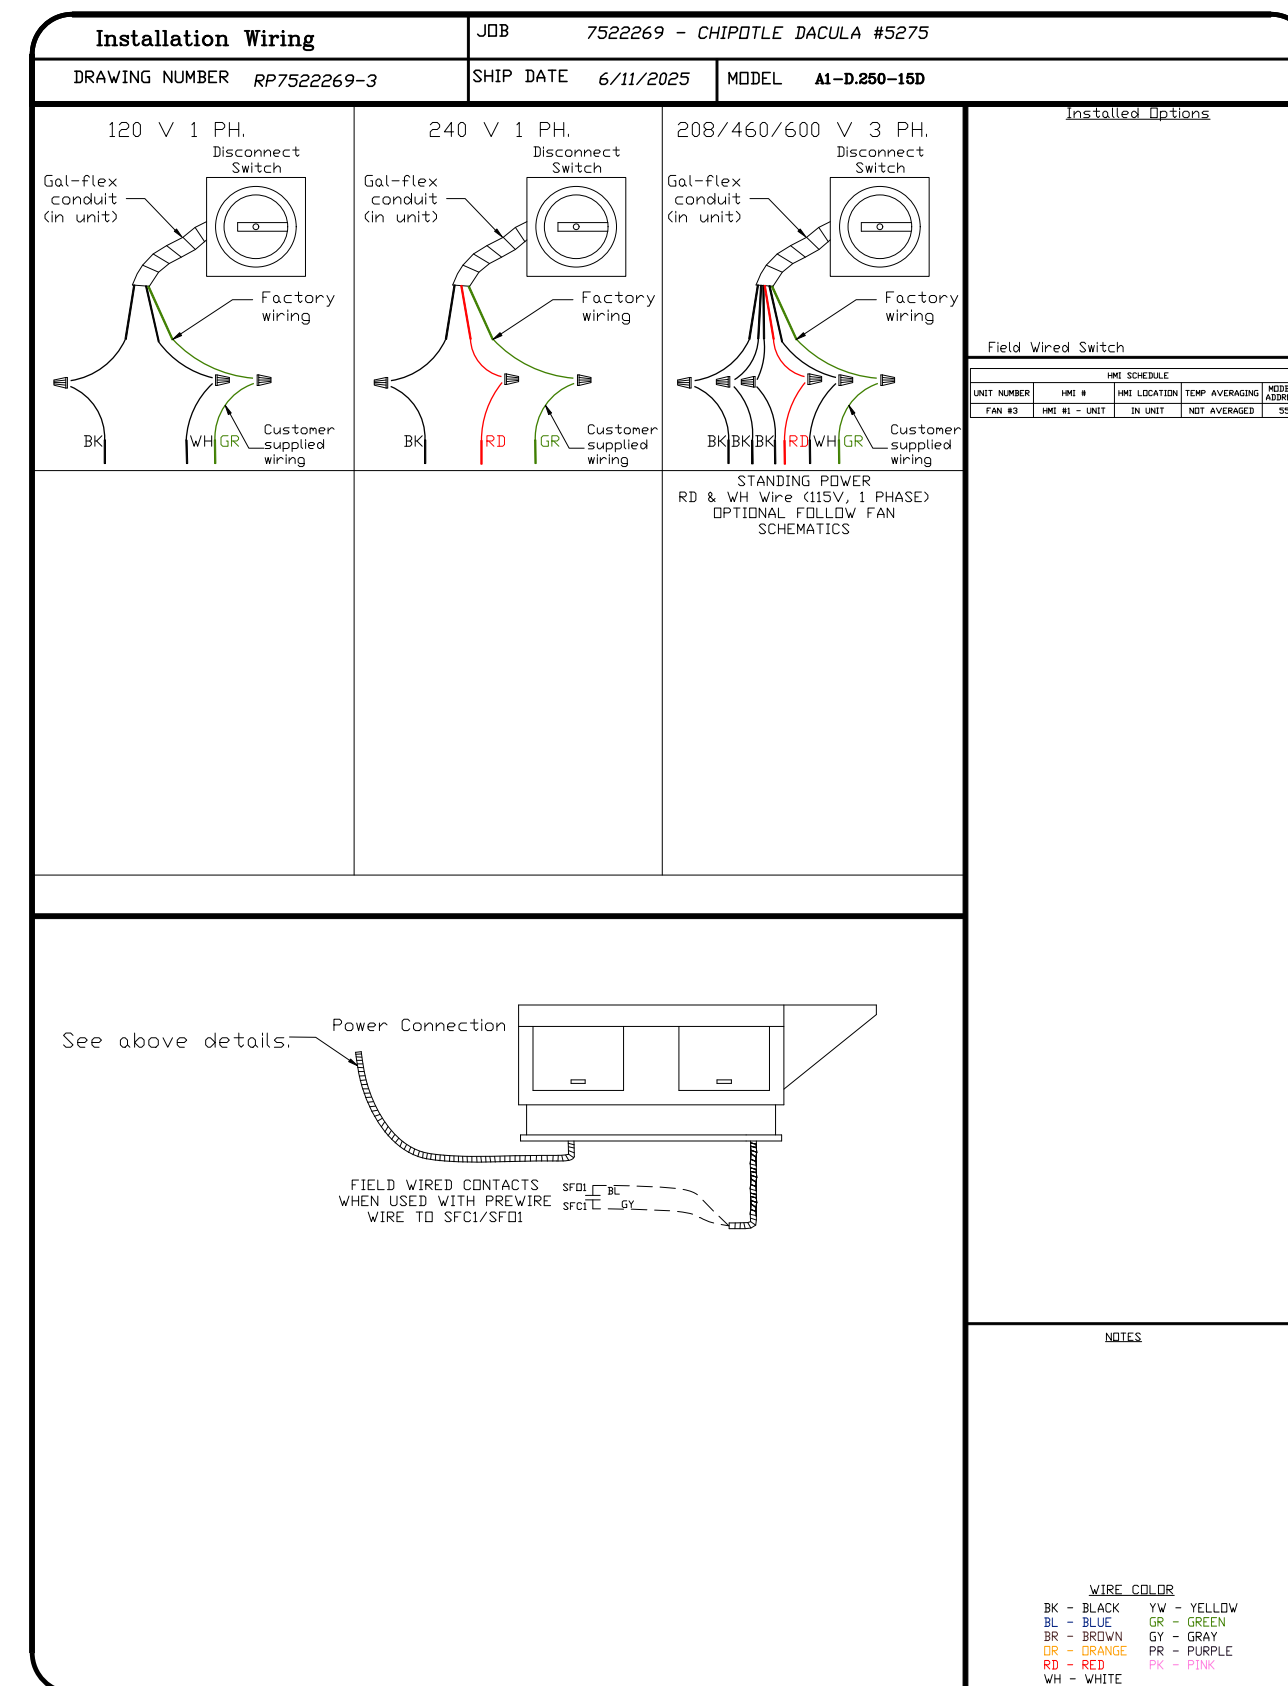 Installation Wiring
JOB 7522269 - CHIPOTLE DACULA #5275
DRAWING NUMBER RP7522269-3
SHIP DATE 6/11/2025
MODEL A1-D.250-15D
120 V 1 PH.
Disconnect
Switch
Gal-flex
conduit
(in unit)
Factory
wiring
BK
WH
GR
Customer
supplied
wiring
240 V 1 PH.
Disconnect
Switch
Gal-flex
conduit
(in unit)
Factory
wiring
BK
RD
GR
Customer
supplied
wiring
208/460/600 V 3 PH.
Disconnect
Switch
Gal-flex
conduit
(in unit)
Factory
wiring
BK
BK
BK
RD
WH
GR
Customer
supplied
wiring
STANDING POWER
RD & WH Wire (115V, 1 PHASE)
OPTIONAL FOLLOW FAN
SCHEMATICS
Installed Options
Field Wired Switch
HMI SCHEDULE
UNIT NUMBER HMI # HMI LOCATION TEMP AVERAGING
FAN #3 HMI #1 - UNIT IN UNIT NOT AVERAGED 55
See above details.
Power Connection
FIELD WIRED CONTACTS
WHEN USED WITH PREWIRE
WIRE TO SFC1/SFO1
SFO1
BL
SFC1
GY
NOTES
WIRE COLOR
BK - BLACK YW - YELLOW
BL - BLUE GR - GREEN
BR - BROWN GY - GRAY
OR - ORANGE PR - PURPLE
RD - RED PK - PINK
WH - WHITE